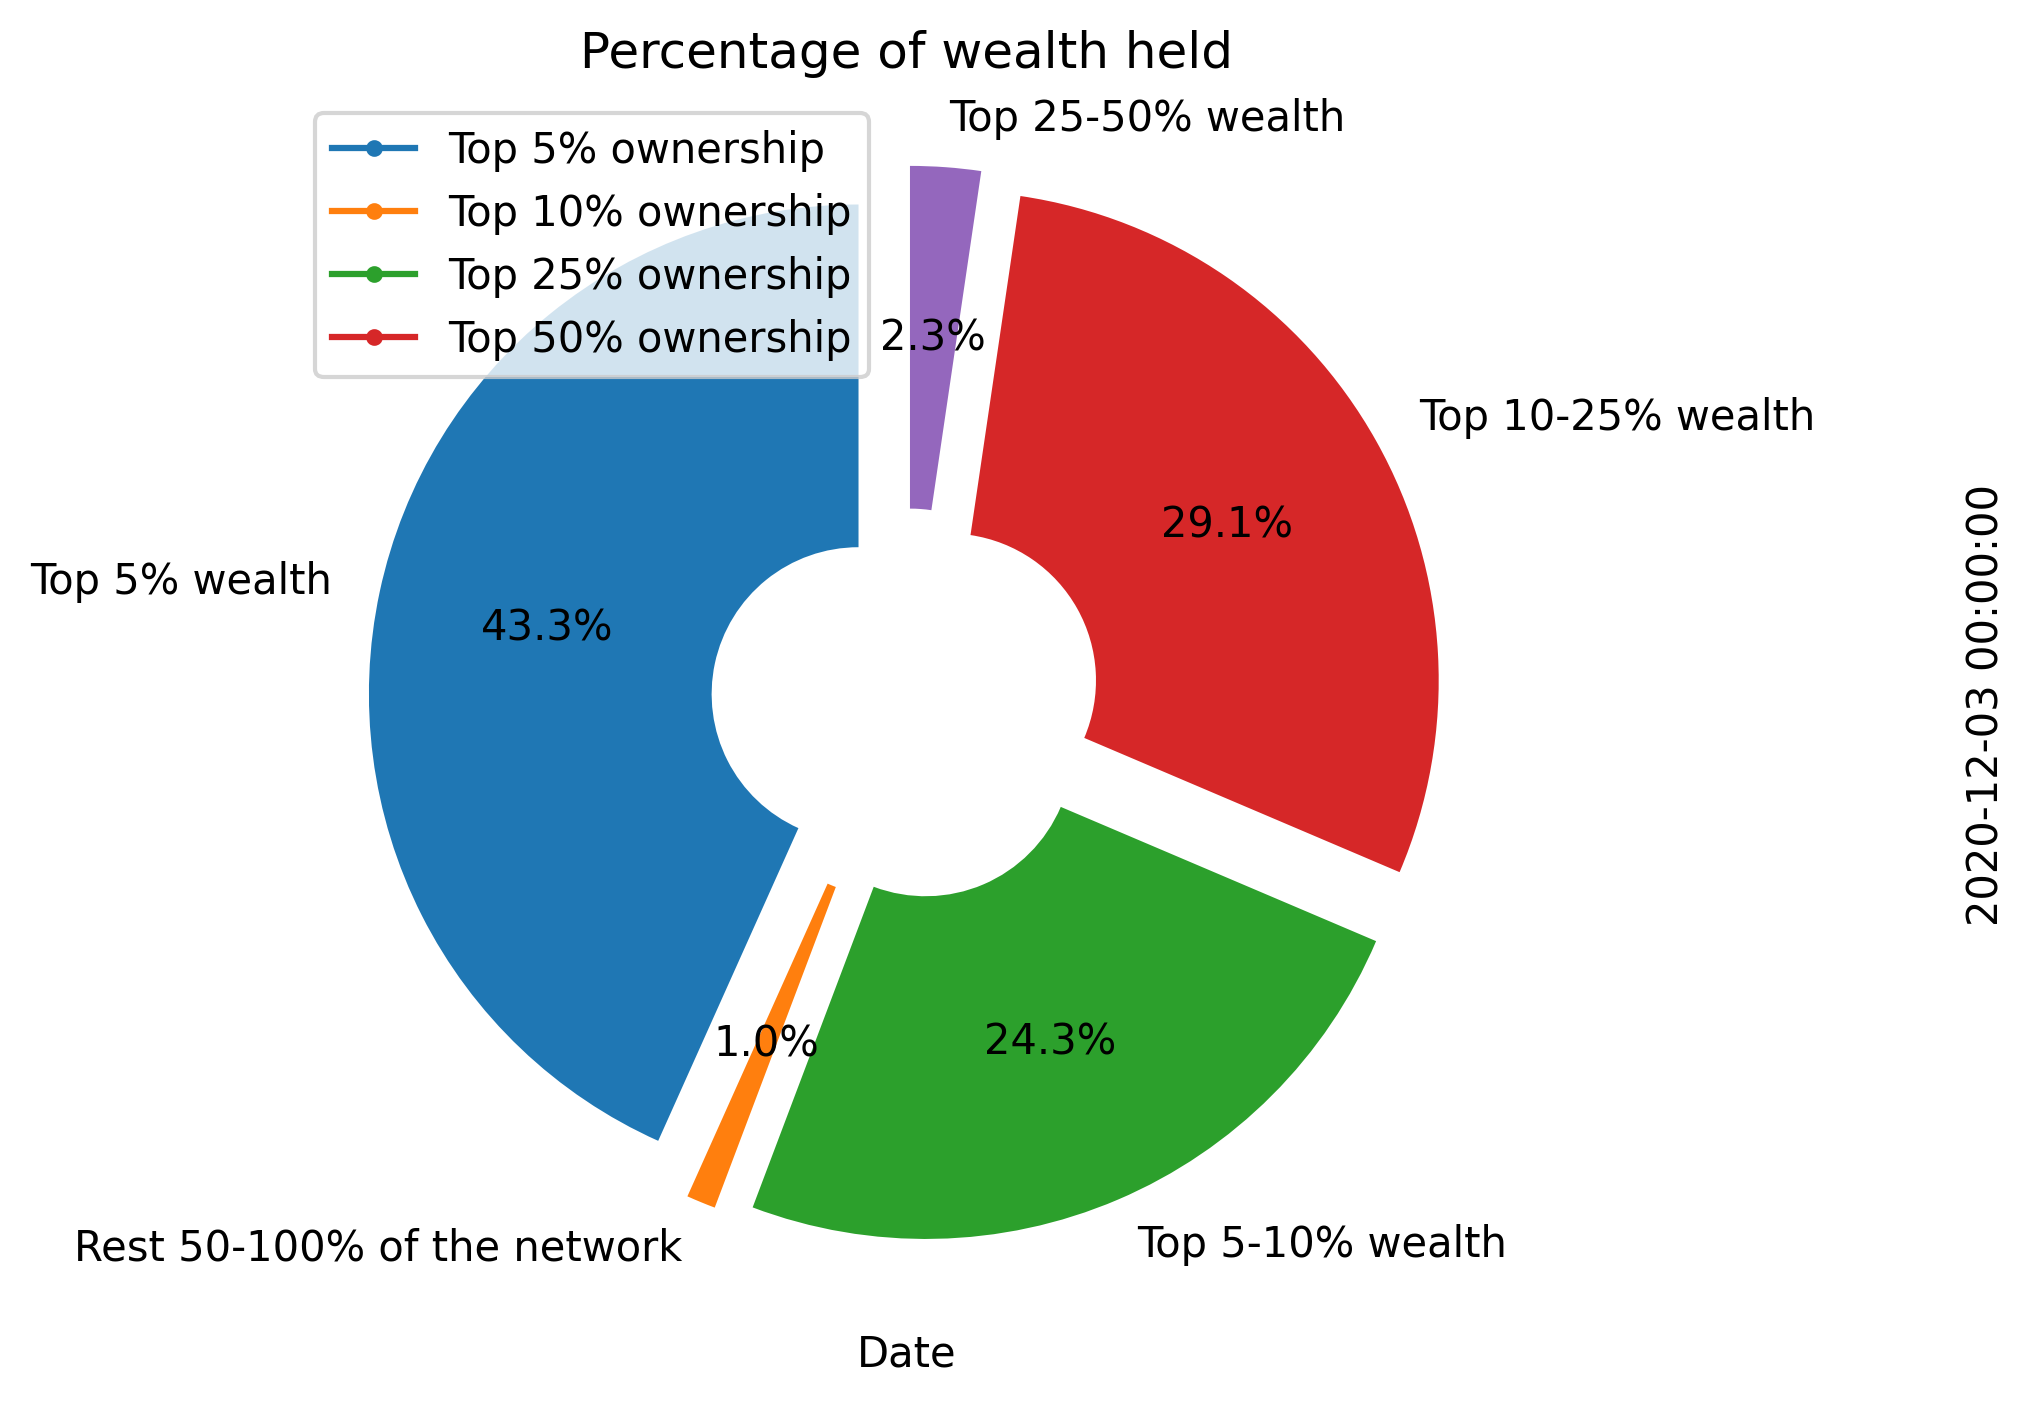 Percentage of wealth held
Top 5% ownership
Top 10% ownership
Top 25% ownership
Top 50% ownership
Top 25-50% wealth
2.3%
Top 10-25% wealth
29.1%
Top 5% wealth
43.3%
1.0%
24.3%
Rest 50-100% of the network
Top 5-10% wealth
Date
2020-12-03 00:00:00